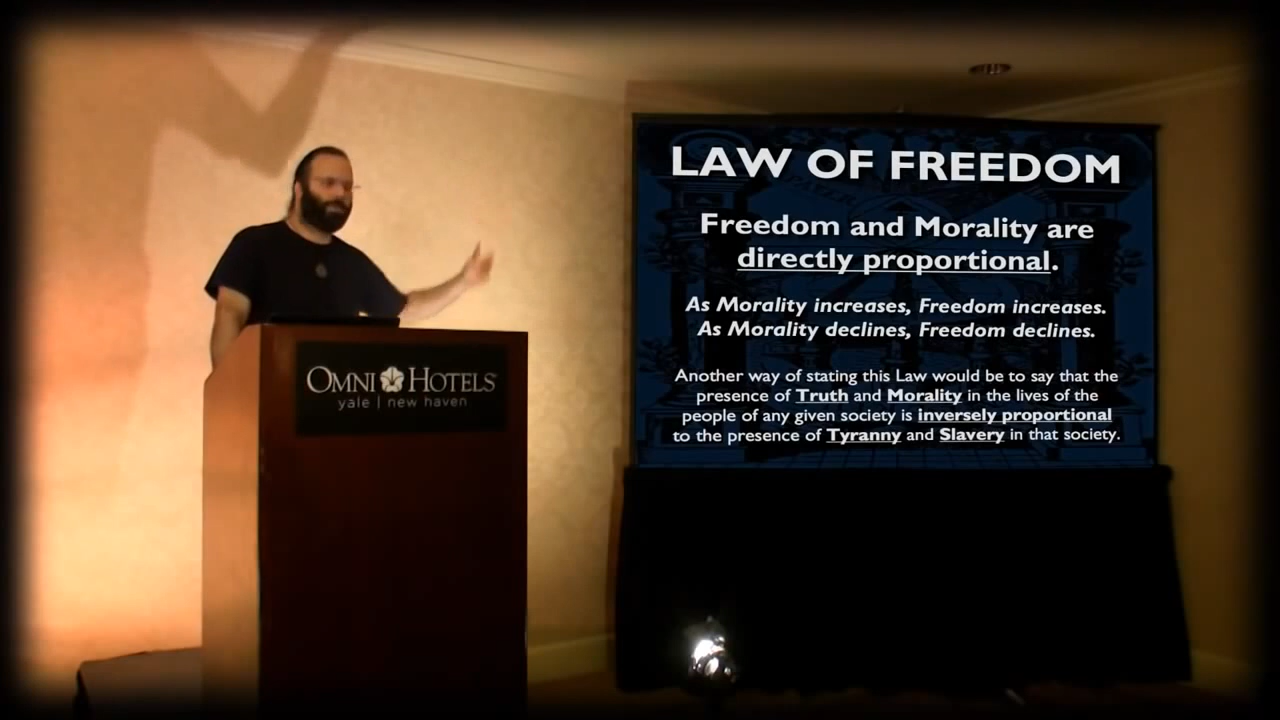 OMNI HOTELS
yale | new haven
LAW OF FREEDOM
Freedom and Morality are
directly proportional.
As Morality increases, Freedom increases.
As Morality declines, Freedom declines.
Another way of stating this Law would be to say that the
presence of Truth and Morality in the lives of the
people of any given society is inversely proportional
to the presence of Tyranny and Slavery in that society.